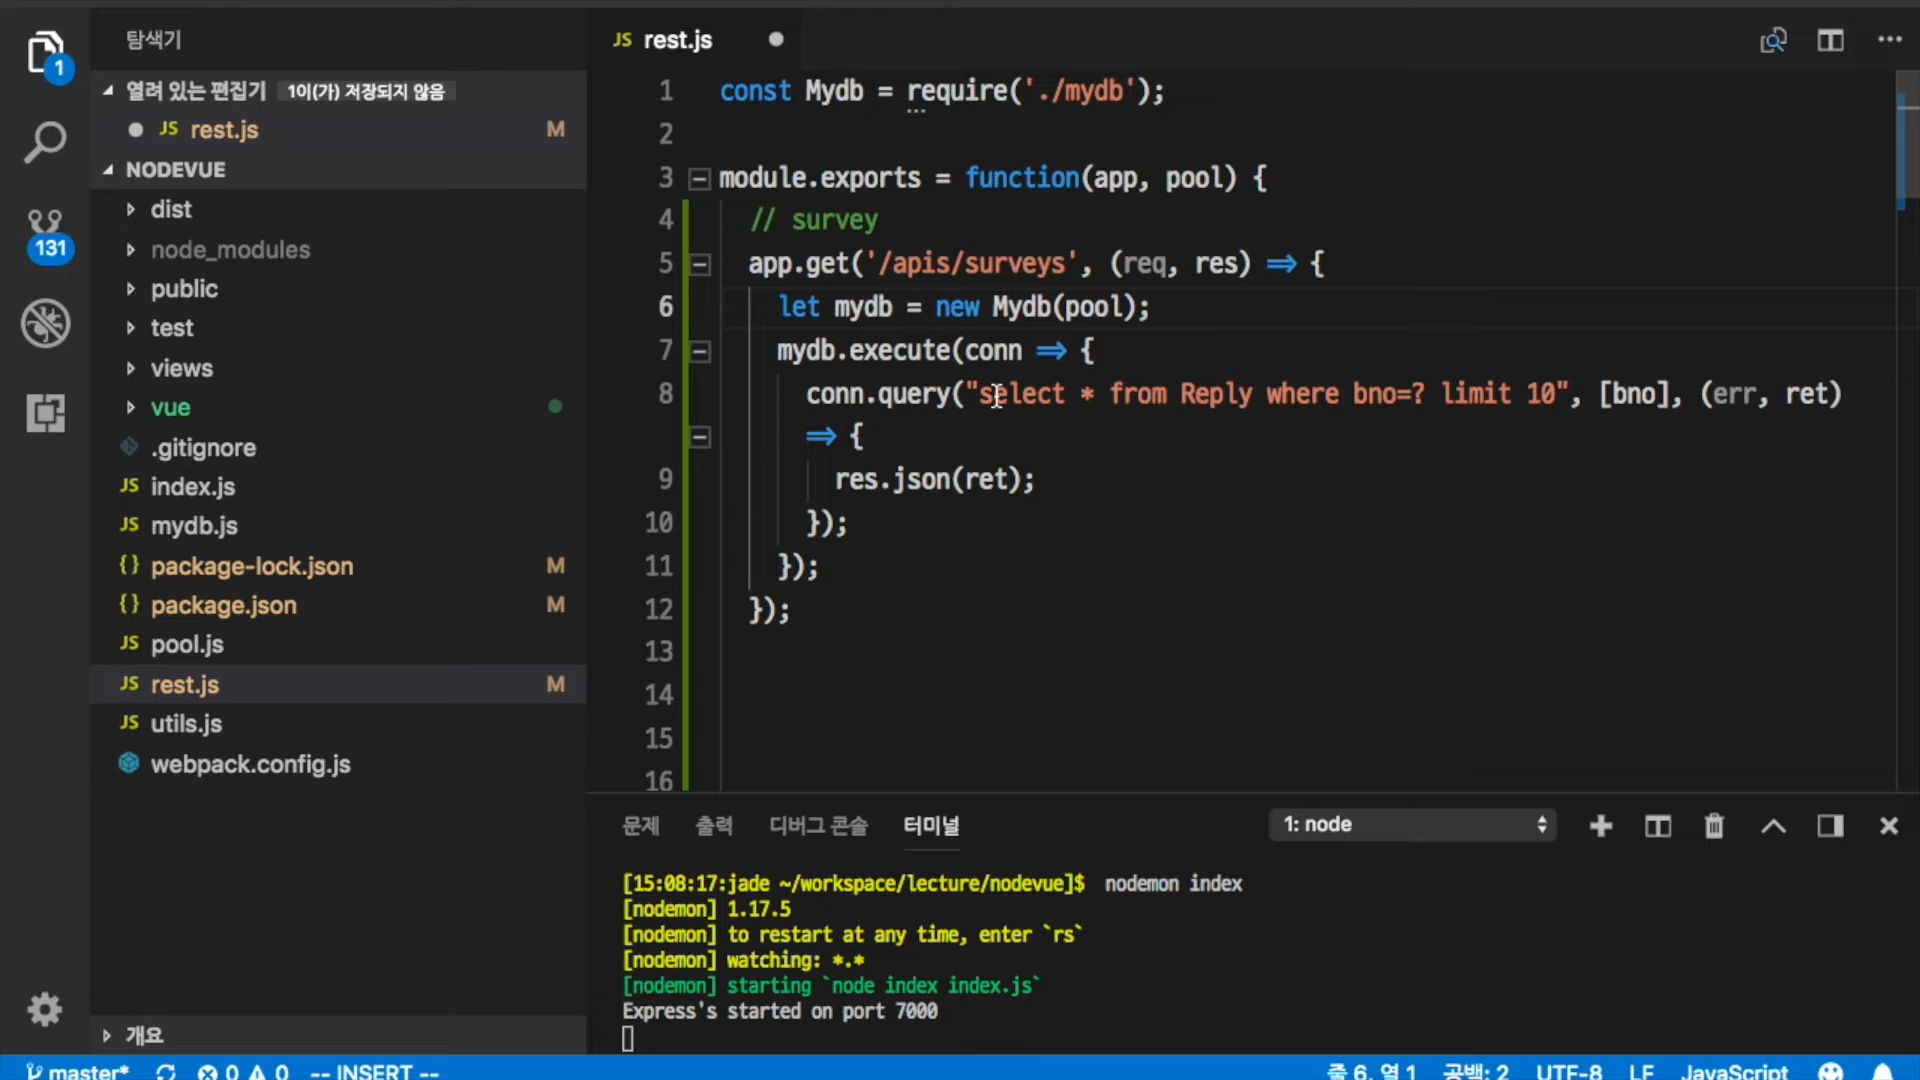 탐색기
열려 있는 편집기 1이(가) 저장되지 않음
JS rest.js M
NODEVUE
dist
node_modules
public
test
views
vue
.gitignore
JS index.js
JS mydb.js
{} package-lock.json M
{} package.json M
JS pool.js
JS rest.js M
JS utils.js
webpack.config.js
개요
1
131
JS rest.js
1 const Mydb = require('./mydb');
2
3 module.exports = function(app, pool) {
4 // survey
5 app.get('/apis/surveys', (req, res) => {
6 let mydb = new Mydb(pool);
7 mydb.execute(conn => {
8 conn.query("select * from Reply where bno=? limit 10", [bno], (err, ret)
=> {
9 res.json(ret);
10 });
11 });
12 });
13
14
15
16
문제 출력 디버그 콘솔 터미널 1: node
[15:08:17:jade ~/workspace/lecture/nodevue]$ nodemon index
[nodemon] 1.17.5
[nodemon] to restart at any time, enter `rs`
[nodemon] watching: *.*
[nodemon] starting `node index index.js`
Express's started on port 7000
master* 0 0 -- INSERT -- 줄 6, 열 1 공백: 2 UTF-8 LF JavaScript